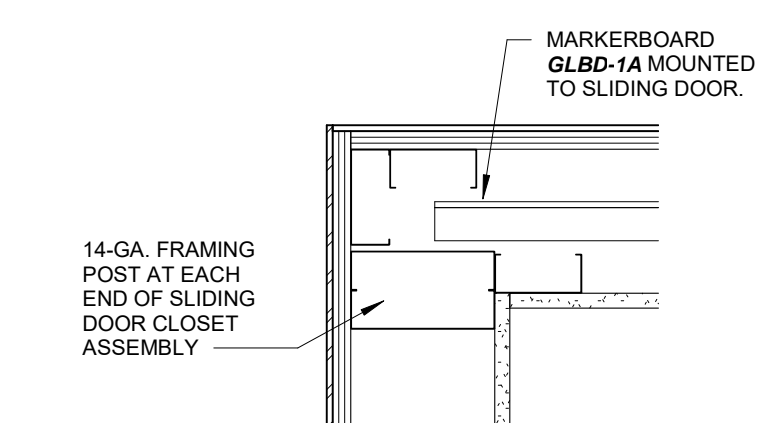 MARKERBOARD
GLBD-1A MOUNTED
TO SLIDING DOOR.
14-GA. FRAMING
POST AT EACH
END OF SLIDING
DOOR CLOSET
ASSEMBLY